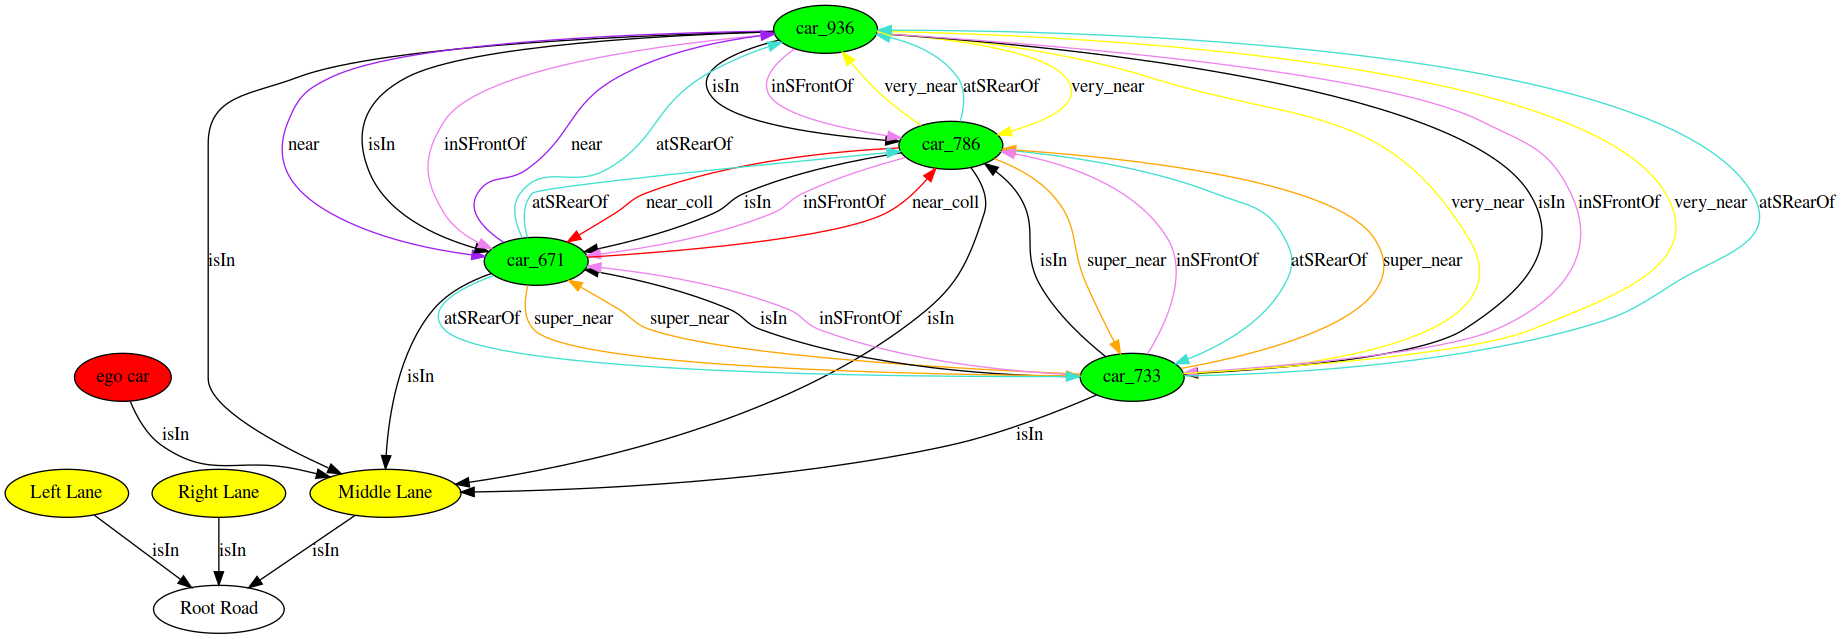 car_936
isIn
inSFrontOf
very_near
atSRearOf
very_near
near
isIn
inSFrontOf
near
atSRearOf
car_786
atSRearOf
near_coll
isIn
inSFrontOf
near_coll
very_near
isIn
inSFrontOf
very_near
atSRearOf
isIn
car_671
isIn
super_near
inSFrontOf
atSRearOf
super_near
atSRearOf
super_near
super_near
isIn
inSFrontOf
isIn
ego car
isIn
car_733
isIn
isIn
Left Lane
Right Lane
Middle Lane
isIn
isIn
isIn
Root Road